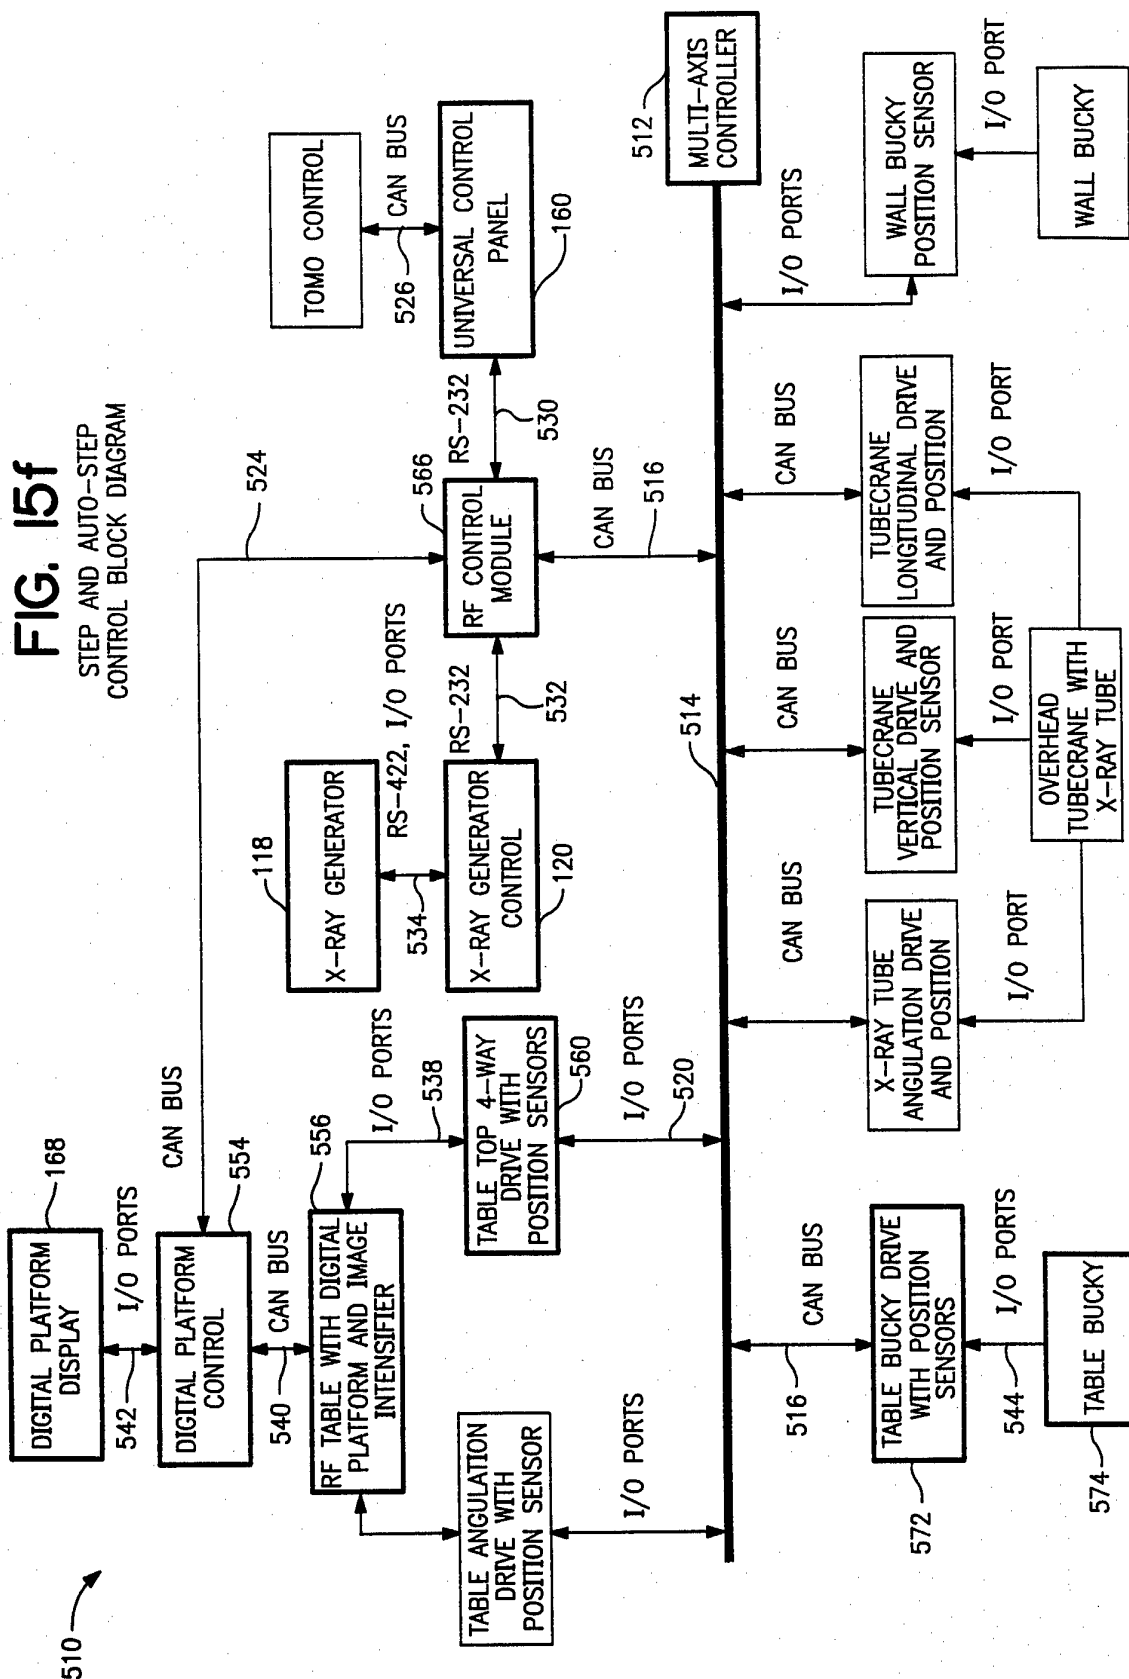 FIG. 15f
STEP AND AUTO-STEP
CONTROL BLOCK DIAGRAM
510
DIGITAL PLATFORM
DISPLAY
168
542
I/O PORTS
DIGITAL PLATFORM
CONTROL
554
CAN BUS
524
540
CAN BUS
RF TABLE WITH DIGITAL
PLATFORM AND IMAGE
INTENSIFIER
556
I/O PORTS
538
TABLE ANGULATION
DRIVE WITH
POSITION SENSOR
I/O PORTS
TABLE TOP 4-WAY
DRIVE WITH
POSITION SENSORS
560
I/O PORTS
520
118
X-RAY GENERATOR
534
RS-422, I/O PORTS
X-RAY GENERATOR
CONTROL
120
RS-232
532
RF CONTROL
MODULE
566
CAN BUS
516
RS-232
530
TOMO CONTROL
526
CAN BUS
UNIVERSAL CONTROL
PANEL
160
512
MULTI-AXIS
CONTROLLER
514
CAN BUS
516
TABLE BUCKY DRIVE
WITH POSITION
SENSORS
572
544
I/O PORTS
TABLE BUCKY
574
CAN BUS
X-RAY TUBE
ANGULATION DRIVE
AND POSITION
I/O PORT
CAN BUS
TUBECRANE
VERTICAL DRIVE AND
POSITION SENSOR
I/O PORT
CAN BUS
TUBECRANE
LONGITUDINAL DRIVE
AND POSITION
I/O PORT
OVERHEAD
TUBECRANE WITH
X-RAY TUBE
I/O PORTS
WALL BUCKY
POSITION SENSOR
I/O PORT
WALL BUCKY